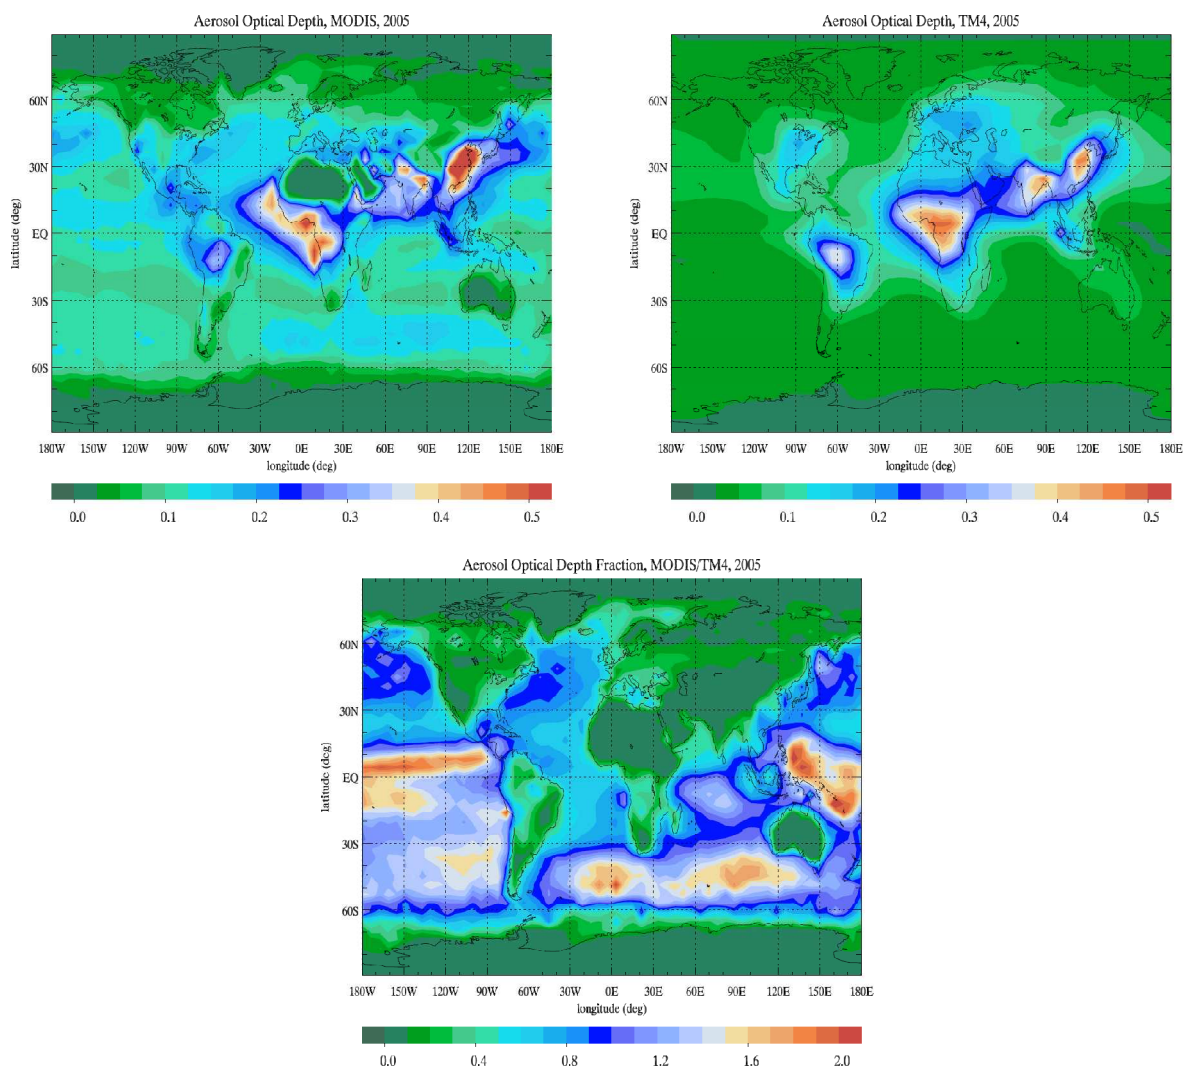 Aerosol Optical Depth, MODIS, 2005
60N
30N
EQ
30S
60S
latitude (deg)
180W 150W 120W 90W 60W 30W 0E 30E 60E 90E 120E 150E 180E
longitude (deg)
0.0 0.1 0.2 0.3 0.4 0.5
Aerosol Optical Depth, TM4, 2005
60N
30N
EQ
30S
60S
latitude (deg)
180W 150W 120W 90W 60W 30W 0E 30E 60E 90E 120E 150E 180E
longitude (deg)
0.0 0.1 0.2 0.3 0.4 0.5
Aerosol Optical Depth Fraction, MODIS/TM4, 2005
60N
30N
EQ
30S
60S
latitude (deg)
180W 150W 120W 90W 60W 30W 0E 30E 60E 90E 120E 150E 180E
longitude (deg)
0.0 0.4 0.8 1.2 1.6 2.0